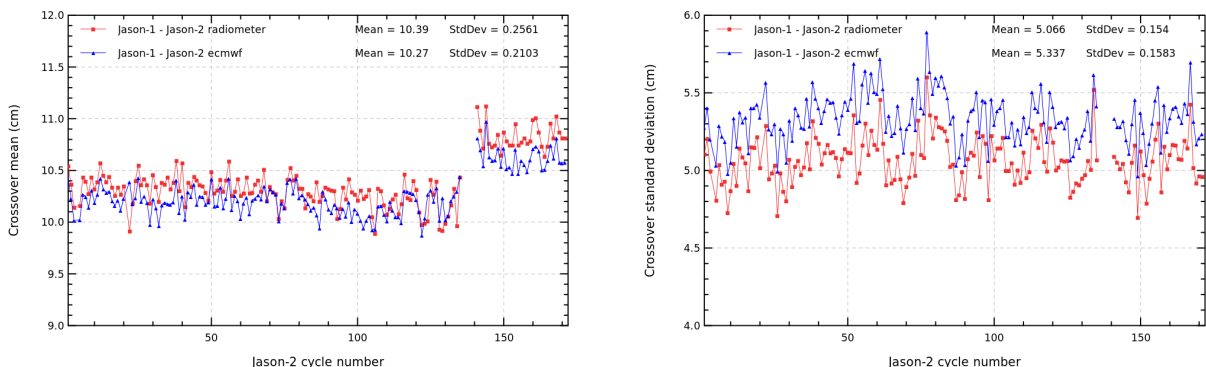 12.0
Jason-1 - Jason-2 radiometer Mean = 10.39 StdDev = 0.2561
Jason-1 - Jason-2 ecmwf Mean = 10.27 StdDev = 0.2103
11.5
11.0
10.5
10.0
9.5
9.0
Crossover mean (cm)
50 100 150
Jason-2 cycle number
6.0
Jason-1 - Jason-2 radiometer Mean = 5.066 StdDev = 0.154
Jason-1 - Jason-2 ecmwf Mean = 5.337 StdDev = 0.1583
5.5
5.0
4.5
4.0
Crossover standard deviation (cm)
50 100 150
Jason-2 cycle number